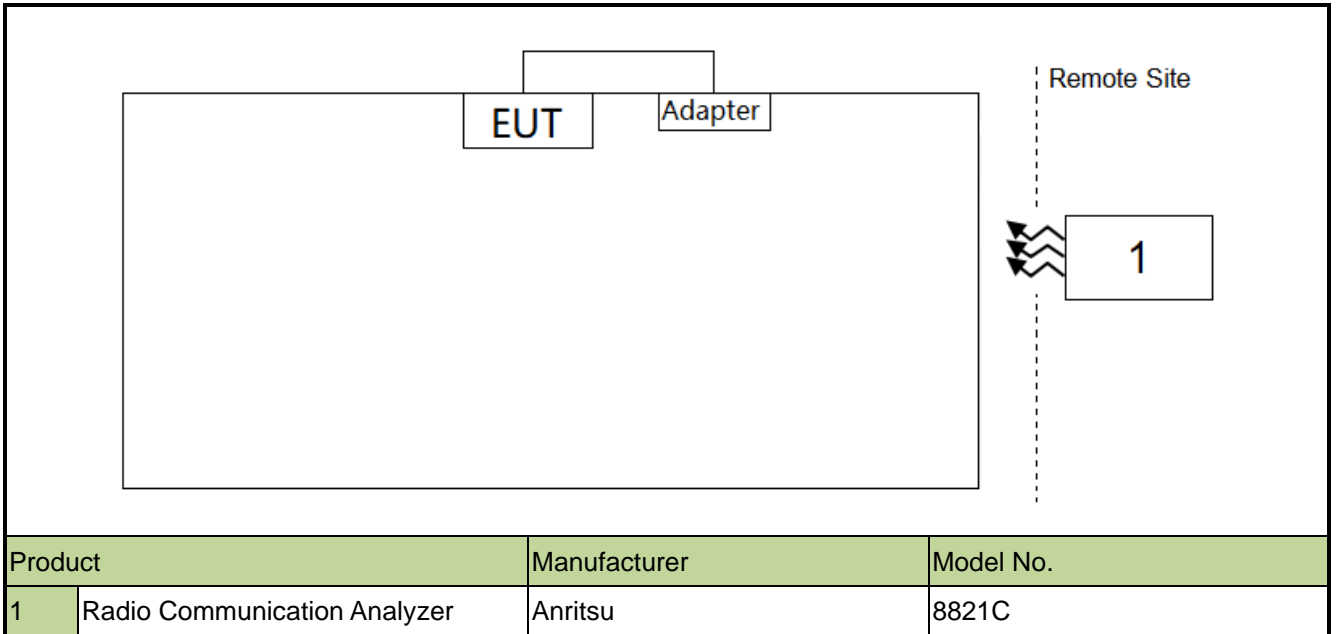 Remote Site
EUT
Adapter
1
Product Manufacturer Model No.
1 Radio Communication Analyzer Anritsu 8821C